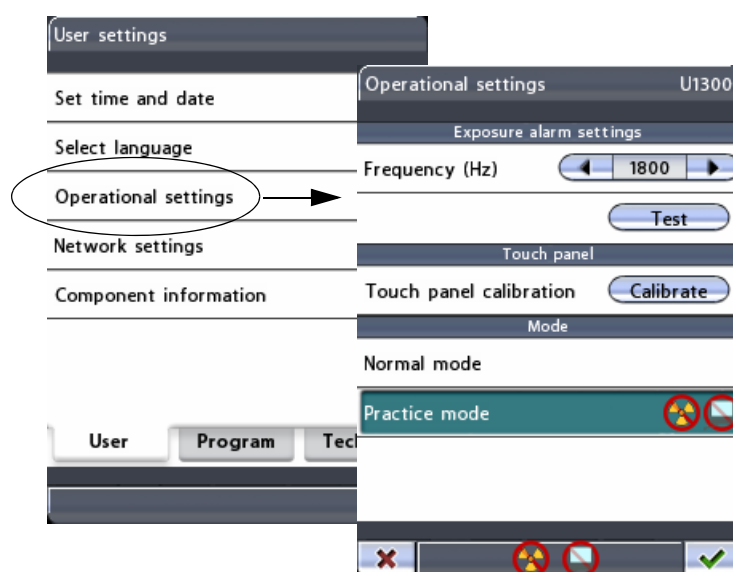 User settings
Set time and date
Select language
Operational settings
Network settings
Component information
User
Program
Tec
Operational settings
U1300
Exposure alarm settings
Frequency (Hz)
1800
Test
Touch panel
Touch panel calibration
Calibrate
Mode
Normal mode
Practice mode